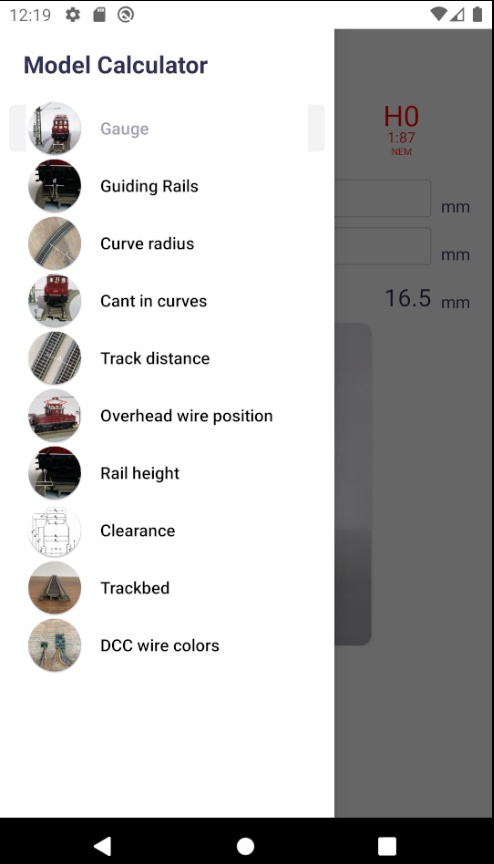 12:19
Model Calculator
Gauge
Guiding Rails
Curve radius
Cant in curves
Track distance
Overhead wire position
Rail height
Clearance
Trackbed
DCC wire colors
H0
1:87
NEM
mm
mm
16.5 mm